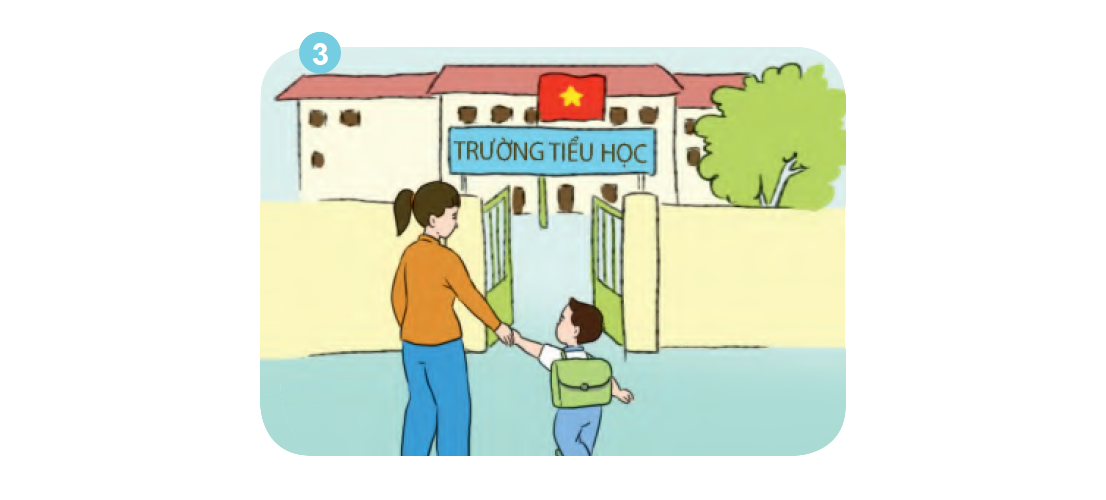 3
TRƯỜNG TIỂU HỌC